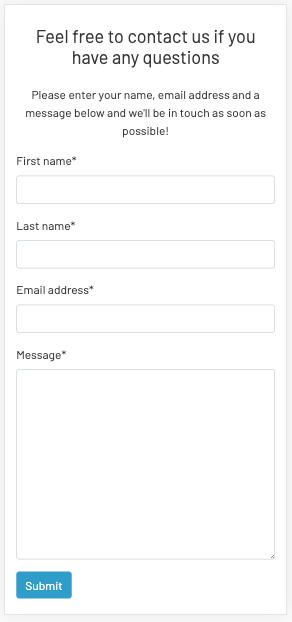 Feel free to contact us if you
have any questions
Please enter your name, email address and a
message below and we'll be in touch as soon as
possible!
First name*
Last name*
Email address*
Message*
Submit